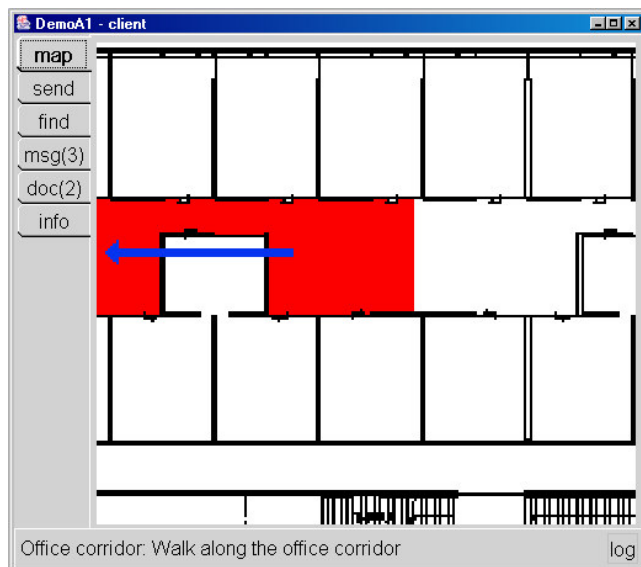 DemoA1 - client
map
send
find
msg(3)
doc(2)
info
Office corridor: Walk along the office corridor
log